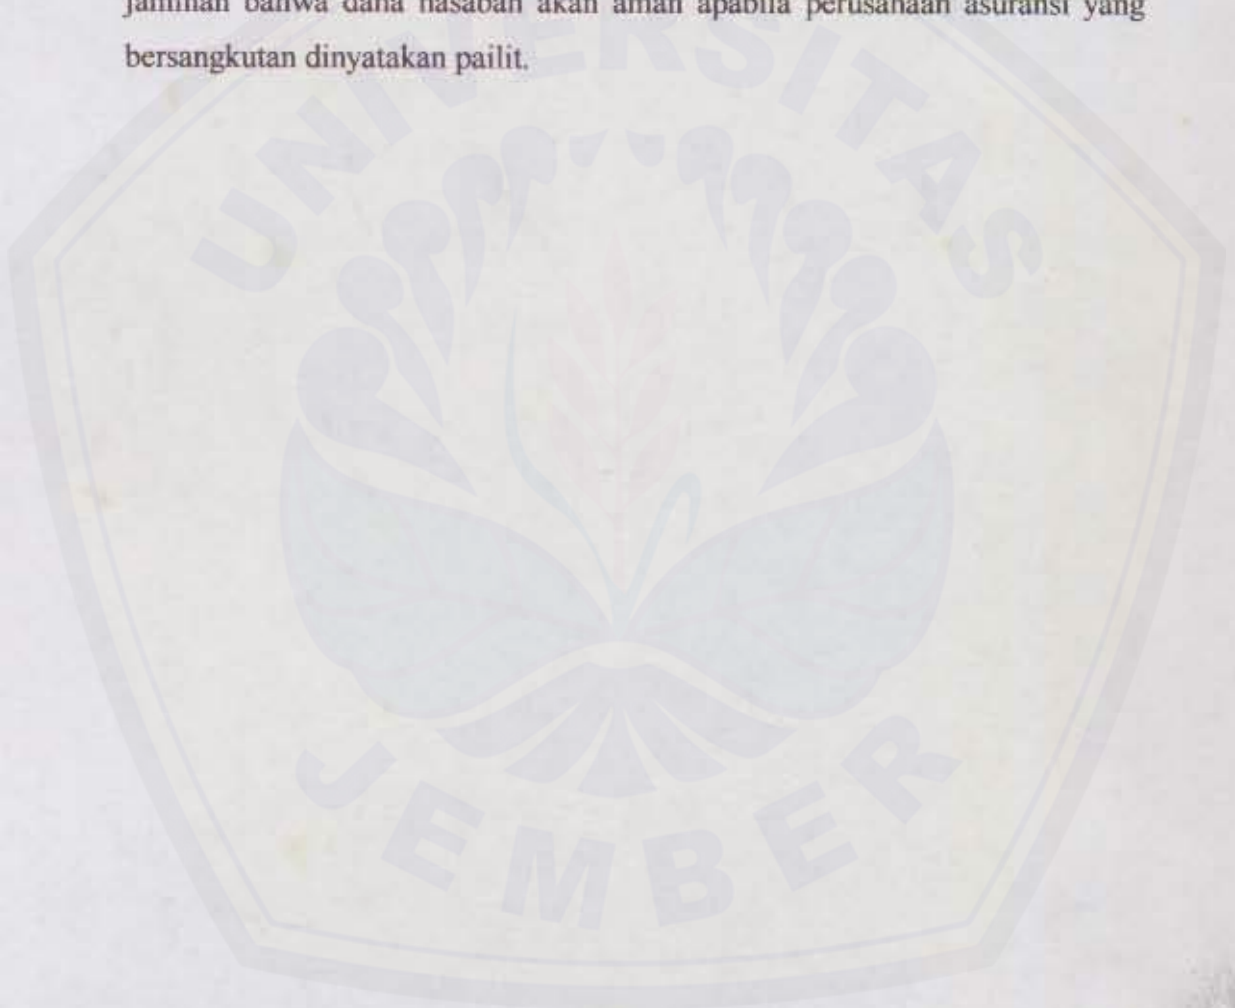 jaminan bahwa dana nasabah akan aman apabila perusahaan asuransi yang
bersangkutan dinyatakan pailit.
UNIVERSITAS
JEMBER